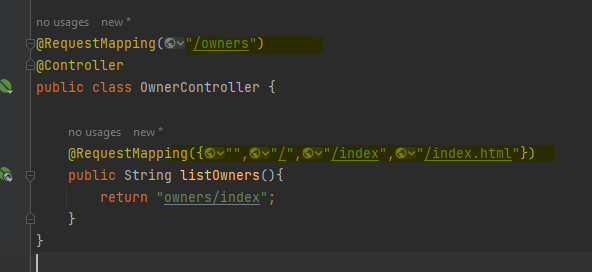 no usages   new *
@RequestMapping("/owners")
@Controller
public class OwnerController {
no usages   new *
@RequestMapping({"","/","/index","/index.html"})
public String listOwners(){
return "owners/index";
}
}